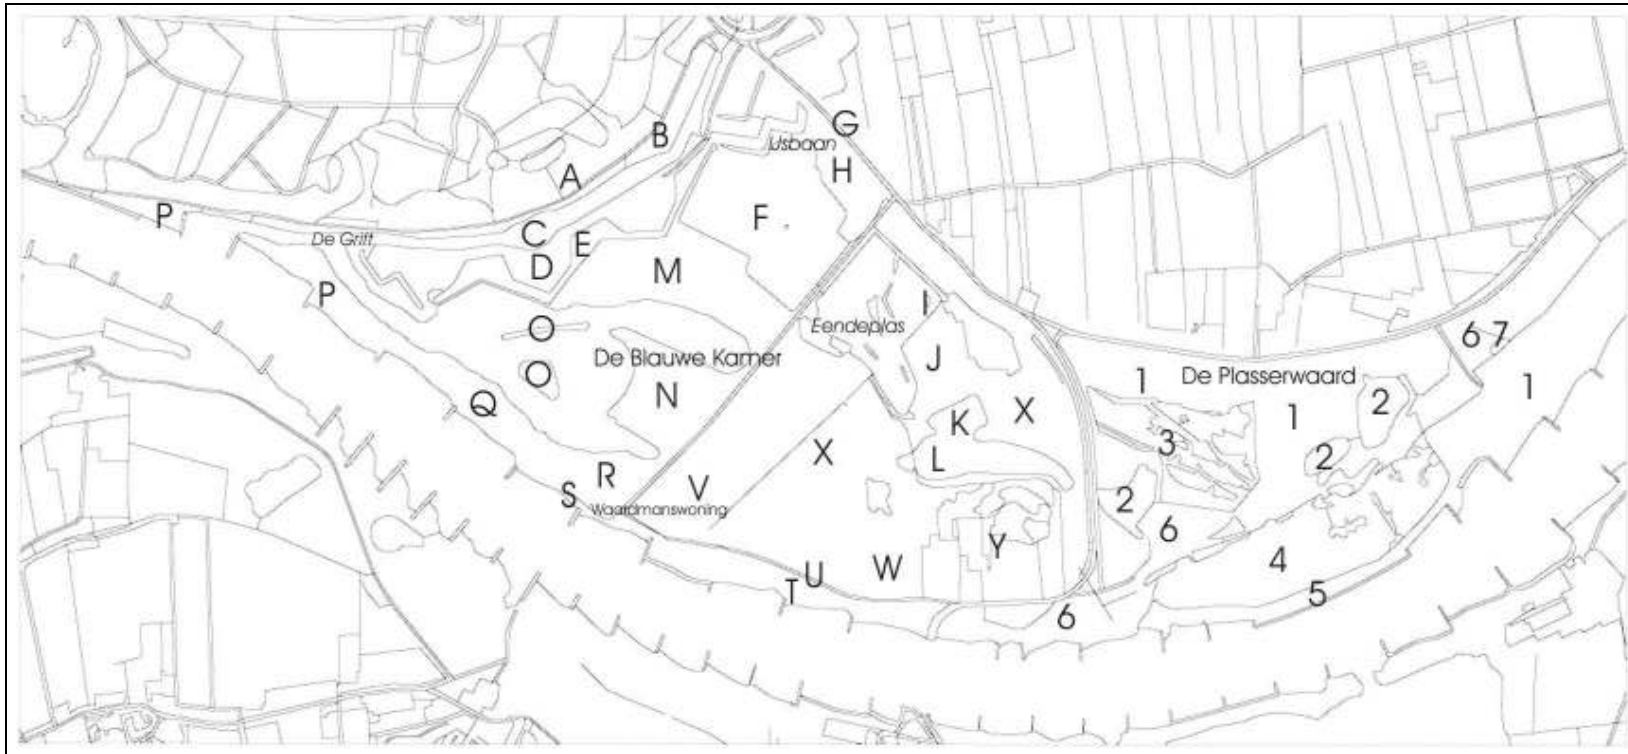 G
B
IJsbaan
H
A
P
F
C
De Grift
E
D
M
P
I
O
Eendeplas
6 7
De Blauwe Kamer
J
O
1
De Plasserwaard
1
N
Q
2
K
X
1
3
X
L
2
R
V
S
2
Waardmanswoning
6
Y
4
U
W
T
5
6